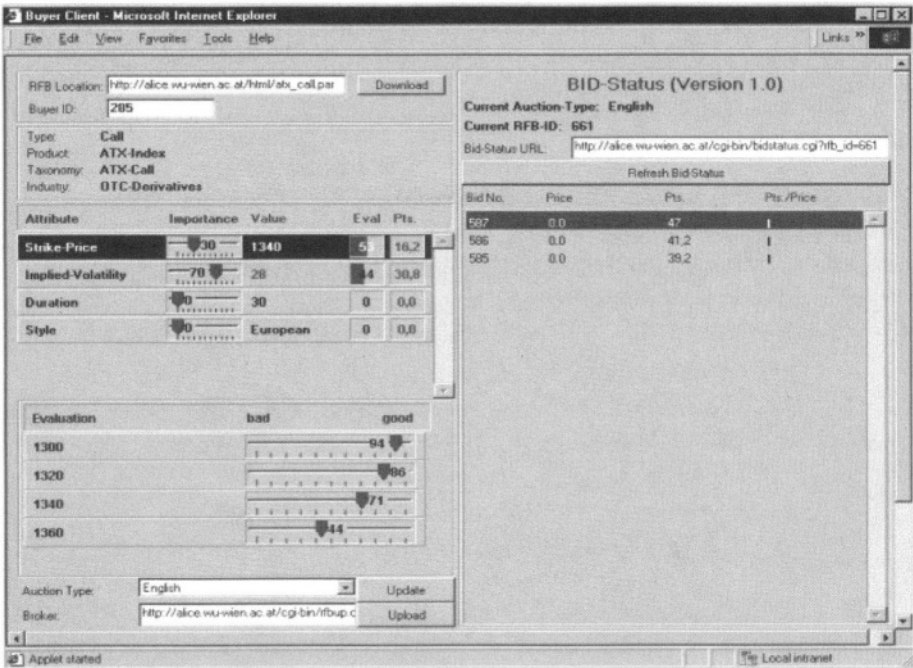 Buyer Client - Microsoft Internet Explorer
File Edit View Favorites Tools Help
Links »
RFB Location: http://alice.wu-wien.ac.at/html/atx_call.par Download
Buyer ID: 285
Type: Call
Product: ATX-Index
Taxonomy: ATX-Call
Industry: OTC-Derivatives
Attribute Importance Value Eval Pts.
Strike-Price 30 1340 53 16,2
Implied-Volatility 70 28 44 30,8
Duration 0 30 0 0,0
Style 0 European 0 0,0
Evaluation bad good
1300 94
1320 86
1340 71
1360 44
Auction Type: English Update
Broker: http://alice.wu-wien.ac.at/cgi-bin/rfbup.c Upload
BID-Status (Version 1.0)
Current Auction-Type: English
Current RFB-ID: 661
Bid-Status URL: http://alice.wu-wien.ac.at/cgi-bin/bidstatus.cgi?rfb_id=661
Refresh Bid-Status
Bid No. Price Pts. Pts./Price
587 0.0 47
586 0.0 41,2
585 0.0 39,2
Applet started
Local intranet